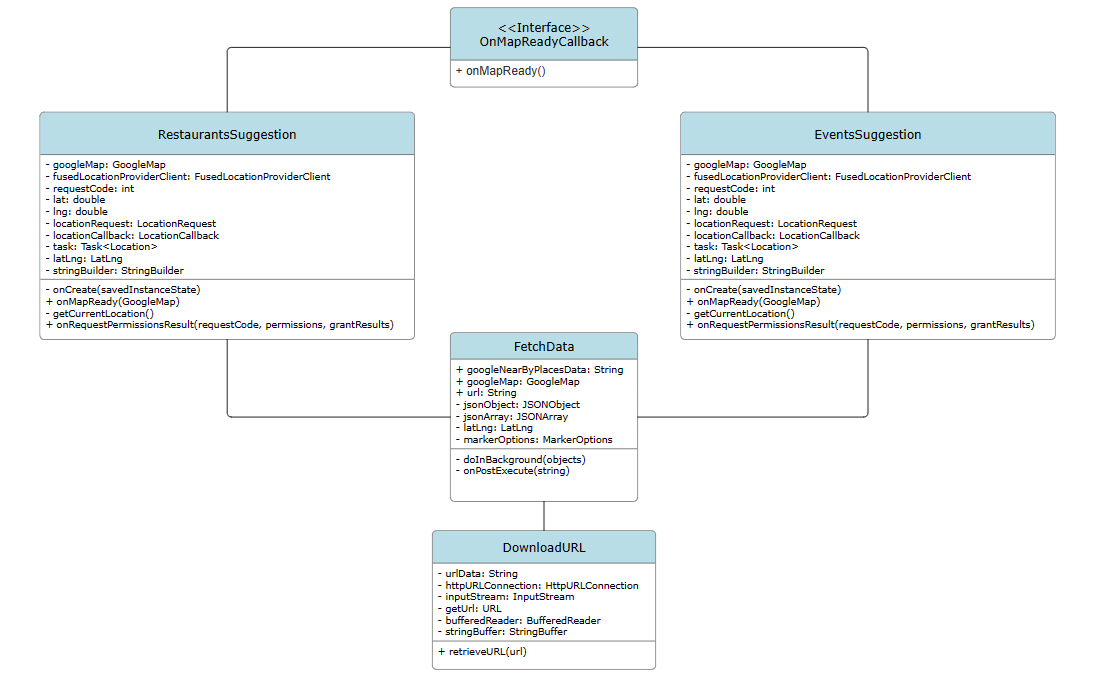 <<Interface>>
OnMapReadyCallback
+ onMapReady()
RestaurantsSuggestion
- googleMap: GoogleMap
- fusedLocationProviderClient: FusedLocationProviderClient
- requestCode: int
- lat: double
- lng: double
- locationRequest: LocationRequest
- locationCallback: LocationCallback
- task: Task<Location>
- latLng: LatLng
- stringBuilder: StringBuilder
- onCreate(savedInstanceState)
+ onMapReady(GoogleMap)
- getCurrentLocation()
+ onRequestPermissionsResult(requestCode, permissions, grantResults)
EventsSuggestion
- googleMap: GoogleMap
- fusedLocationProviderClient: FusedLocationProviderClient
- requestCode: int
- lat: double
- lng: double
- locationRequest: LocationRequest
- locationCallback: LocationCallback
- task: Task<Location>
- latLng: LatLng
- stringBuilder: StringBuilder
- onCreate(savedInstanceState)
+ onMapReady(GoogleMap)
- getCurrentLocation()
+ onRequestPermissionsResult(requestCode, permissions, grantResults)
FetchData
+ googleNearByPlacesData: String
+ googleMap: GoogleMap
+ url: String
- jsonObject: JSONObject
- jsonArray: JSONArray
- latLng: LatLng
- markerOptions: MarkerOptions
- doInBackground(objects)
- onPostExecute(string)
DownloadURL
- urlData: String
- httpURLConnection: HttpURLConnection
- inputStream: InputStream
- getUrl: URL
- bufferedReader: BufferedReader
- stringBuffer: StringBuffer
+ retrieveURL(url)